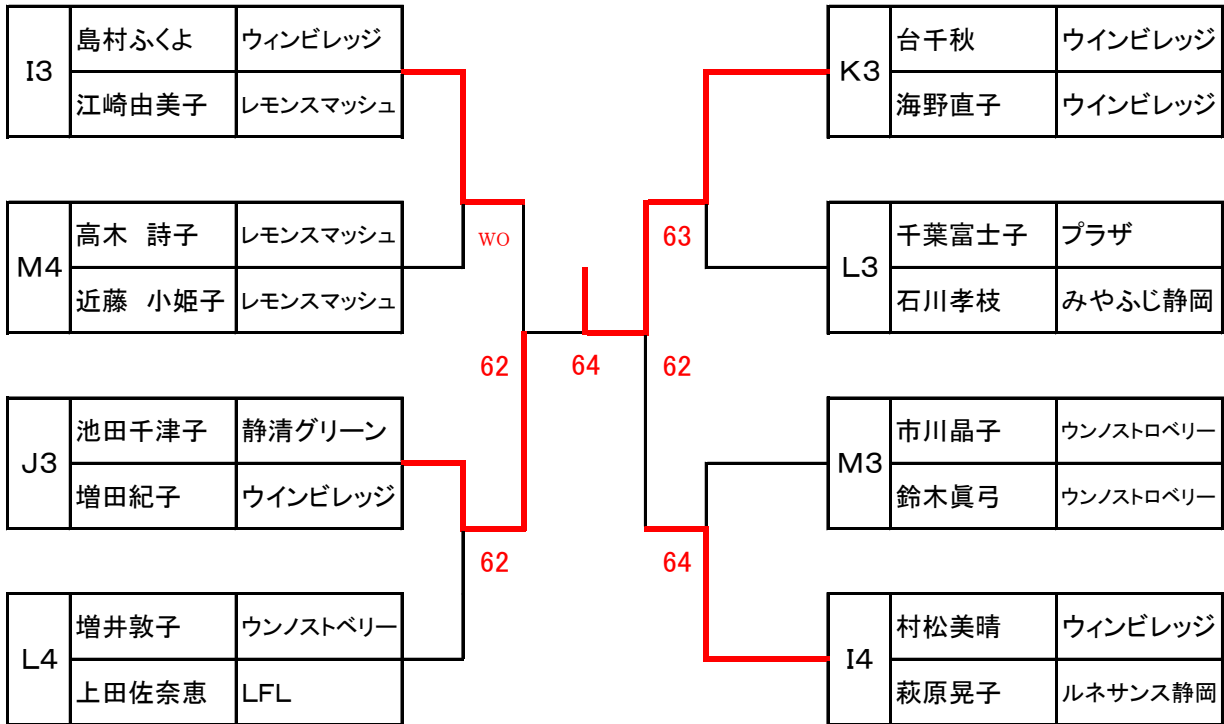 I3
島村ふくよ ウィンビレッジ
江崎由美子 レモンスマッシュ
M4
高木 詩子 レモンスマッシュ
近藤 小姫子 レモンスマッシュ
J3
池田千津子 静清グリーン
増田紀子 ウインビレッジ
L4
増井敦子 ウンノストベリー
上田佐奈恵 LFL
WO
62
62
64
63
62
64
K3
台千秋 ウインビレッジ
海野直子 ウインビレッジ
L3
千葉富士子 プラザ
石川孝枝 みやふじ静岡
M3
市川晶子 ウンノストロベリー
鈴木眞弓 ウンノストロベリー
I4
村松美晴 ウィンビレッジ
萩原晃子 ルネサンス静岡